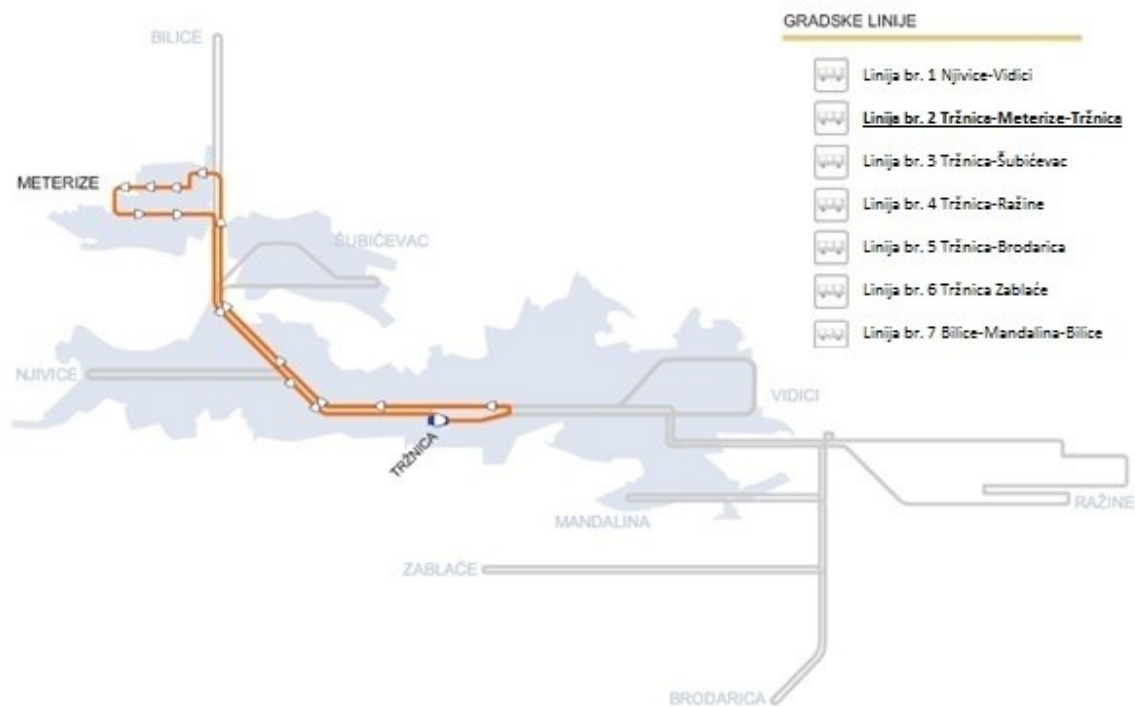 GRADSKE LINIJE
Linija br. 1 Njivice-Vidici
Linija br. 2 Tržnica-Meterize-Tržnica
Linija br. 3 Tržnica-Šubićevac
Linija br. 4 Tržnica-Ražine
Linija br. 5 Tržnica-Brodarica
Linija br. 6 Tržnica Zablaće
Linija br. 7 Bilice-Mandalina-Bilice
BILICE
METERIZE
ŠUBIĆEVAC
NJIVICE
VIDICI
TRŽNICA
MANDALINA
RAŽINE
ZABLAĆE
BRODARICA